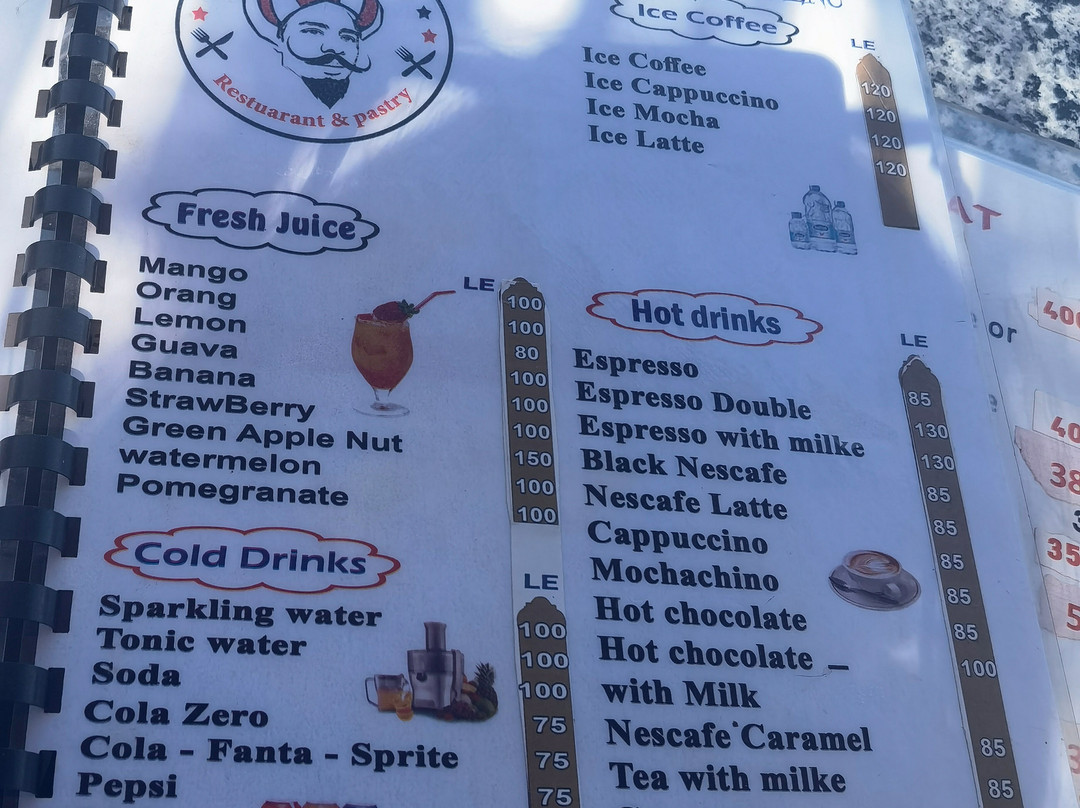 Restuarant & pastry
Fresh Juice
LE
Mango 100
Orang 100
Lemon 80
Guava 100
Banana 100
StrawBerry 100
Green Apple Nut 150
watermelon 100
Pomegranate 100
Cold Drinks
LE
Sparkling water 100
Tonic water 100
Soda 100
Cola Zero 75
Cola - Fanta - Sprite 75
Pepsi 75
Ice Coffee
LE
Ice Coffee 120
Ice Cappuccino 120
Ice Mocha 120
Ice Latte 120
Hot drinks
LE
Espresso 85
Espresso Double 130
Espresso with milke 130
Black Nescafe 85
Nescafe Latte 85
Cappuccino 85
Mochachino 85
Hot chocolate 85
Hot chocolate _ 100
with Milk
Nescafe Caramel 85
Tea with milke 85
or